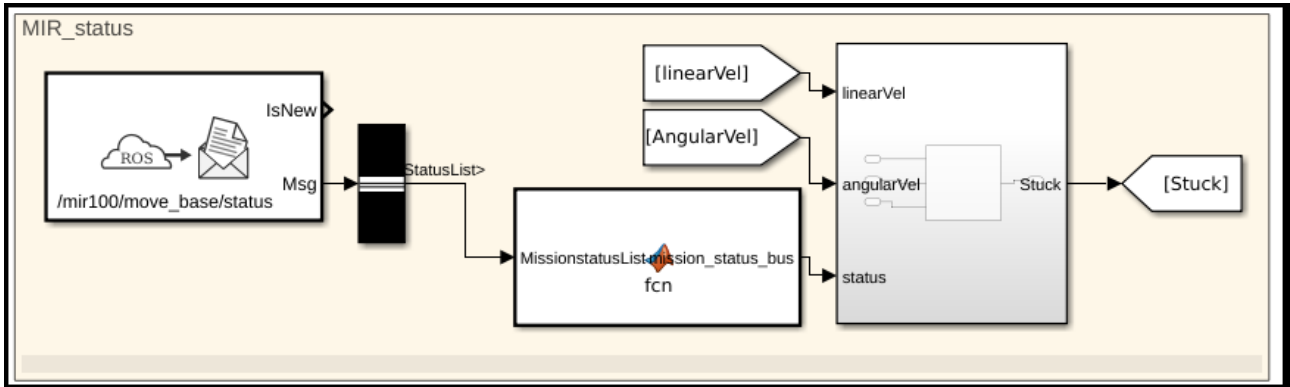 MIR_status
IsNew
ROS
Msg
/mir100/move_base/status
StatusList>
MissionstatusList
mission_status_bus
fcn
[linearVel]
[AngularVel]
linearVel
angularVel
status
Stuck
[Stuck]